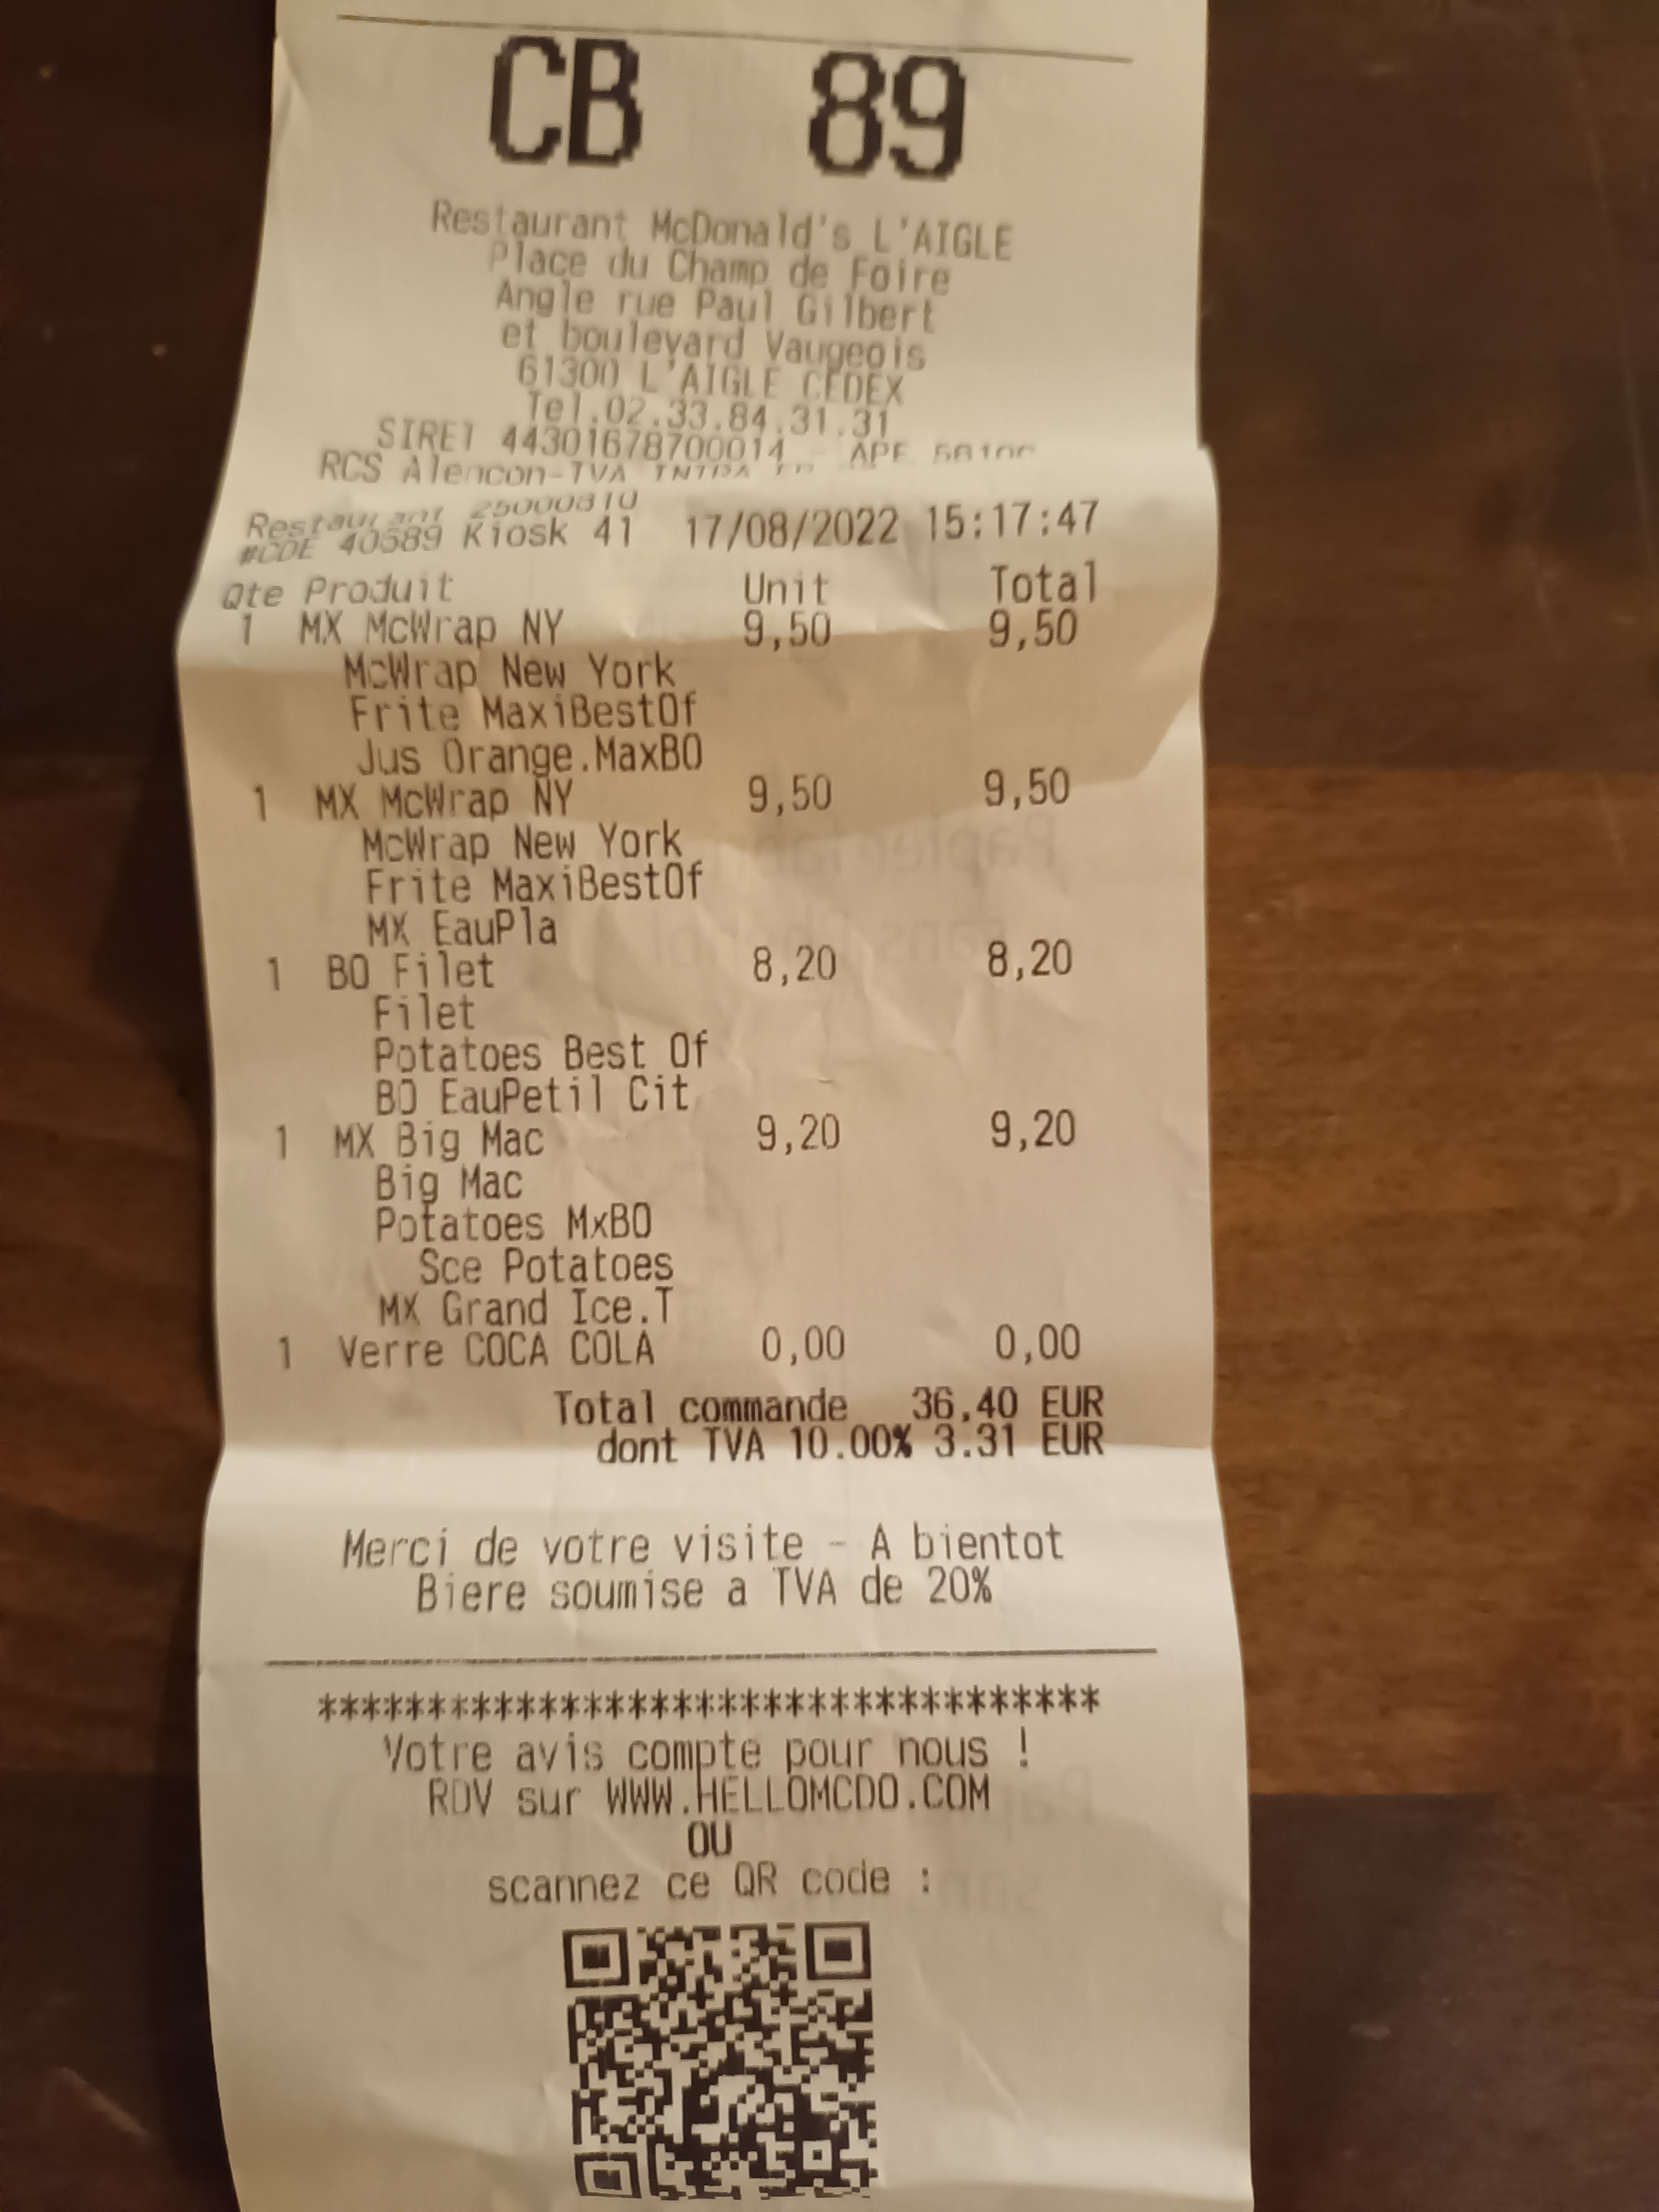 CB 89
Restaurant McDonald's L'AIGLE
Place du Champ de Foire
Angle rue Paul Gilbert
et boulevard Vaugeois
61300 L'AIGLE CEDEX
Tel.02.33.84.31.31
SIRET 44301678700014 - APE
RCS Alencon-TVA INTRA
Restaurant 25000810
#CDE Kiosk 41 17/08/2022 15:17:47
Qte Produit Unit Total
1 MX McWrap NY 9,50 9,50
McWrap New York
Frite MaxiBestOf
Jus Orange.MaxBO
1 MX McWrap NY 9,50 9,50
McWrap New York
Frite MaxiBestOf
MX EauPla
1 BO Filet 8,20 8,20
Filet
Potatoes Best Of
BO EauPetil Cit
1 MX Big Mac 9,20 9,20
Big Mac
Potatoes MxBO
Sce Potatoes
MX Grand Ice.T
1 Verre COCA COLA 0,00 0,00
Total commande 36,40 EUR
dont TVA 10.00% 3.31 EUR
Merci de votre visite - A bientot
Biere soumise a TVA de 20%
************************************
Votre avis compte pour nous !
RDV sur WWW.HELLOMCDO.COM
OU
scannez ce QR code :